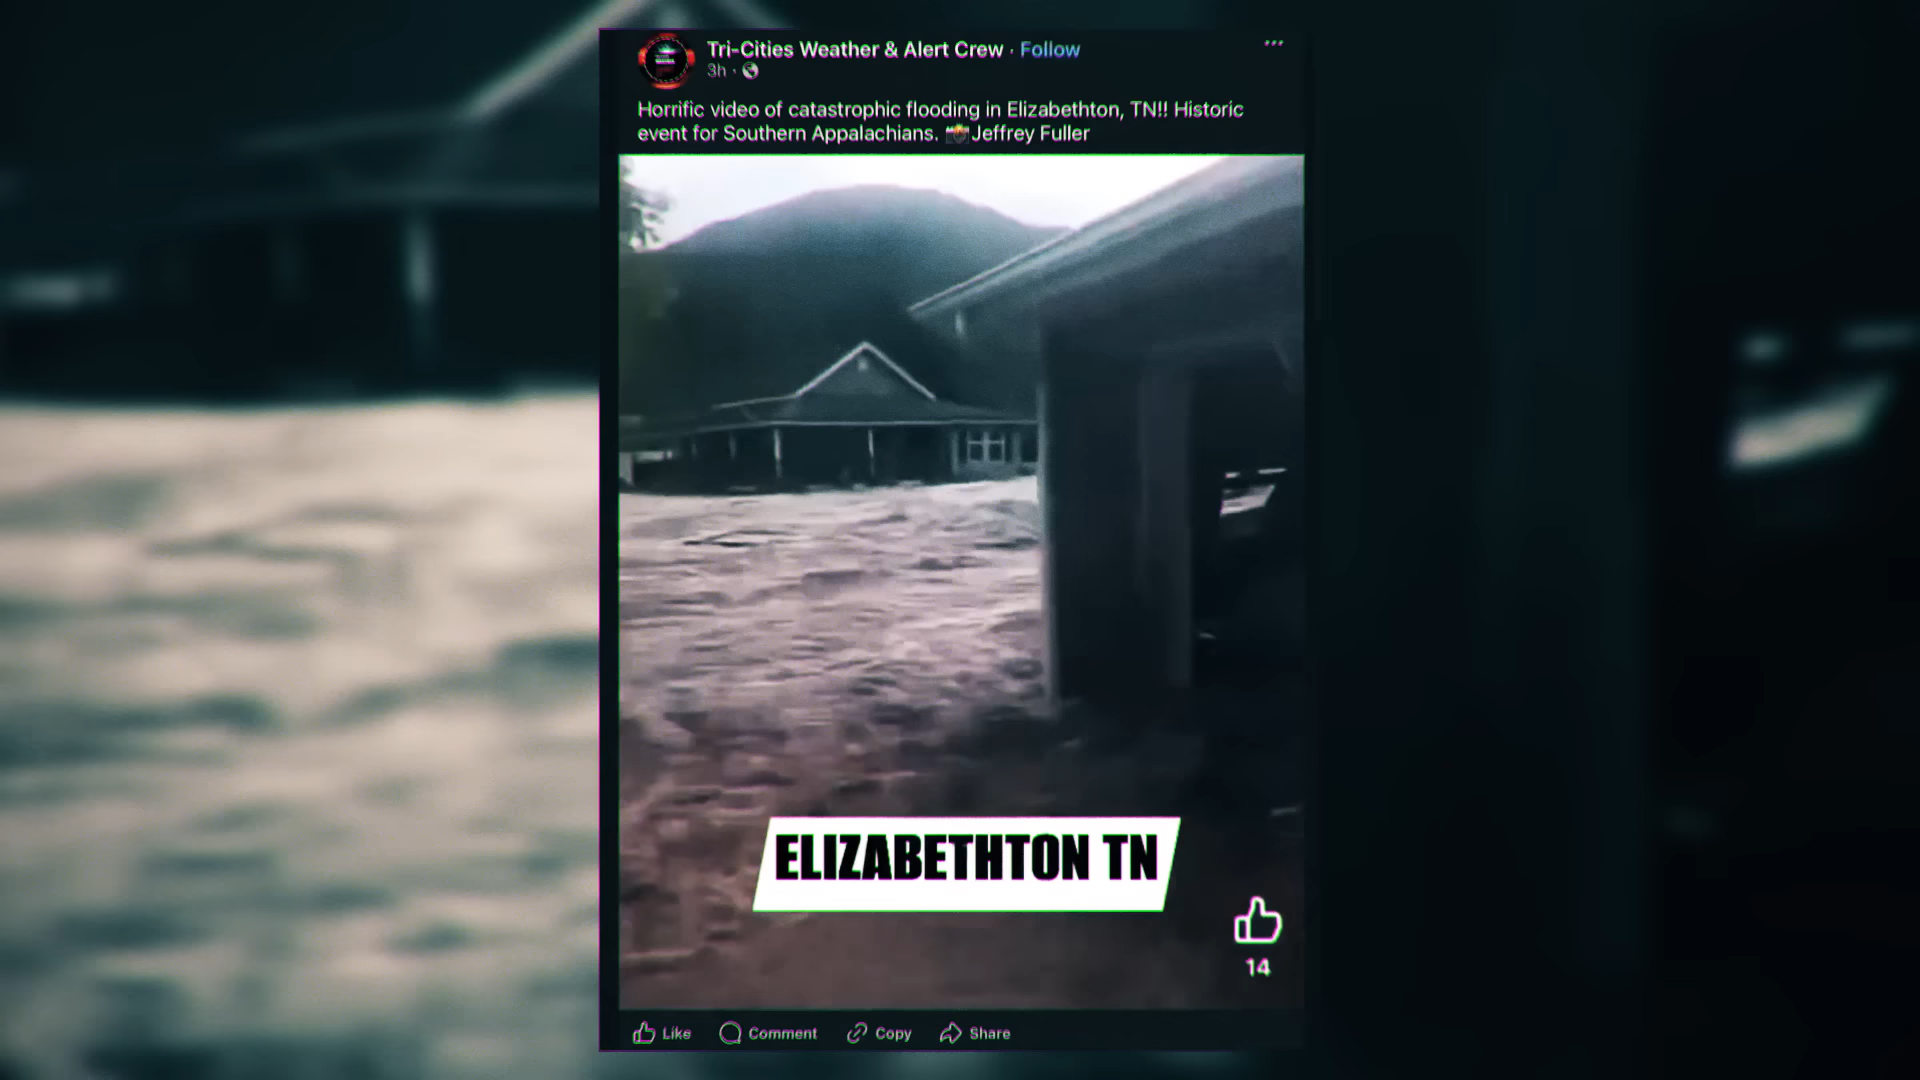 Tri-Cities Weather & Alert Crew · Follow
3h ·
Horrific video of catastrophic flooding in Elizabethton, TN!! Historic
event for Southern Appalachians. 📸Jeffrey Fuller
ELIZABETHTON TN
14
Like Comment Copy Share